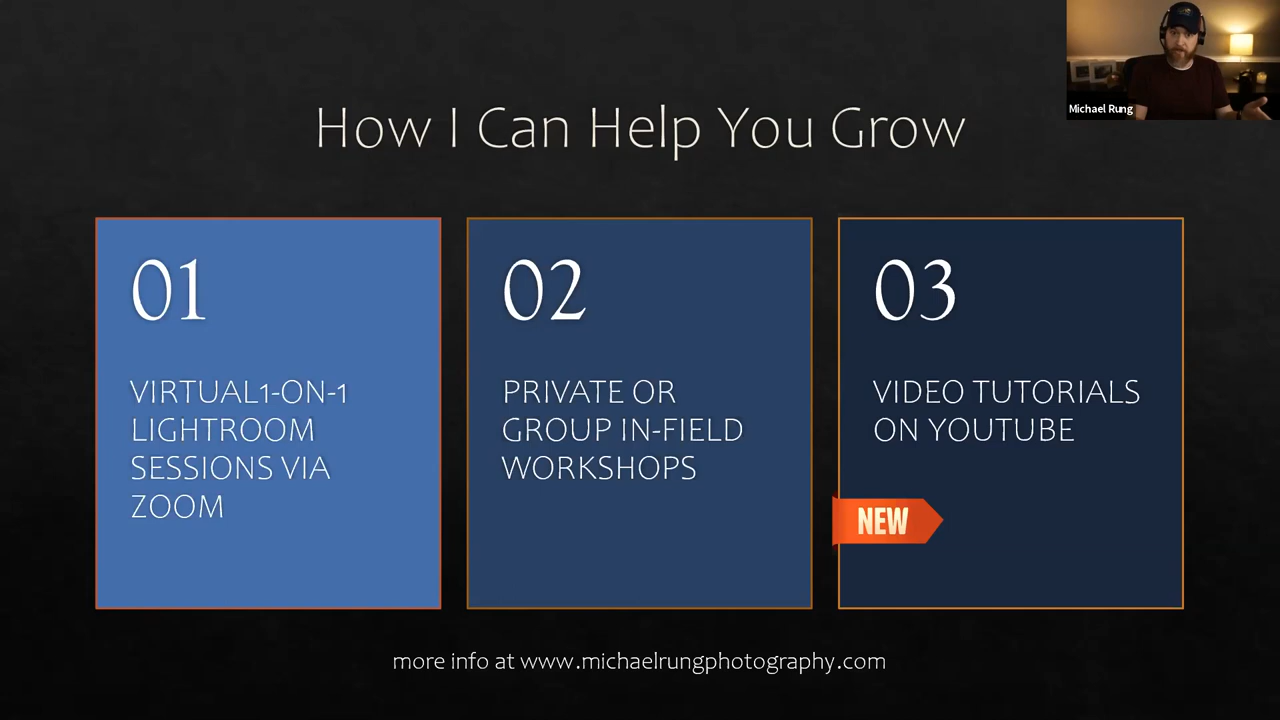 Michael Rung
How I Can Help You Grow
01
VIRTUAL1-ON-1
LIGHTROOM
SESSIONS VIA
ZOOM
02
PRIVATE OR
GROUP IN-FIELD
WORKSHOPS
03
VIDEO TUTORIALS
ON YOUTUBE
NEW
more info at www.michaelrungphotography.com